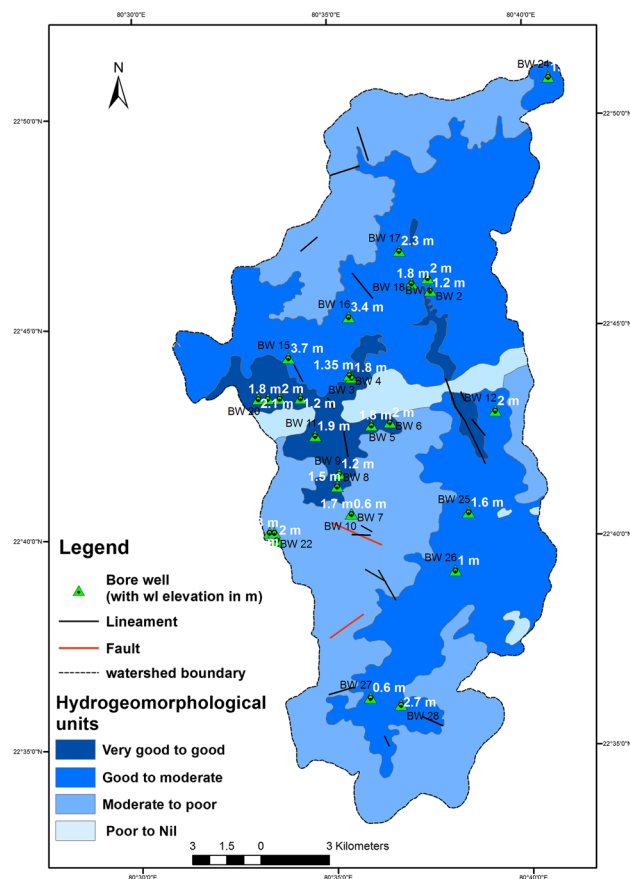 80°30'0"E 80°35'0"E 80°40'0"E
N
BW 24
22°50'0"N 22°50'0"N
BW 17 2.3 m
1.8 m 2 m
BW 18 1.2 m
BW 2
BW 16 3.4 m
22°45'0"N 22°45'0"N
BW 15 3.7 m
1.35 m 1.8 m
BW 3 BW 4
1.8 m 2 m
BW 20 2.1 m 1.2 m
BW 12 2 m
BW 11 1.9 m
1.8 m 2 m
BW 5 BW 6
BW 9 1.2 m
1.5 m BW 8
1.7 m 0.6 m
BW 10 BW 7
BW 25 1.6 m
2 m
BW 22
22°40'0"N 22°40'0"N
BW 26 1 m
Legend
Bore well
(with wl elevation in m)
Lineament
Fault
watershed boundary
BW 27 0.6 m
2.7 m
BW 28
Hydrogeomorphological
units
22°35'0"N 22°35'0"N
Very good to good
Good to moderate
Moderate to poor
Poor to Nil
3 1.5 0 3 Kilometers
80°30'0"E 80°35'0"E 80°40'0"E